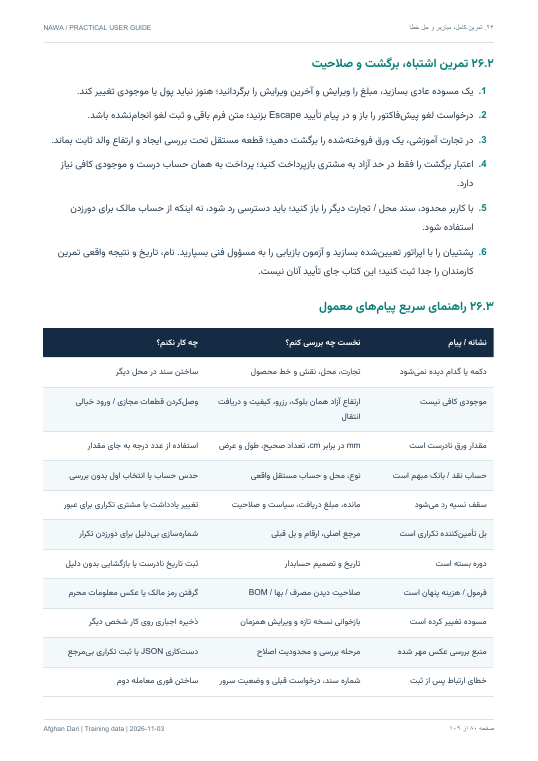 ۲۶. تمرین کامل، میان‌بر و حل خطا
NAWA / PRACTICAL USER GUIDE
۲۶.۲ تمرین اشتباه، برگشت و صلاحیت
1. یک مسوده عادی بسازید، مبلغ را ویرایش و آخرین ویرایش را برگردانید؛ هنوز نباید پول یا موجودی تغییر کند.
2. درخواست لغو پیش‌فاکتور را باز و در پیام تأیید Escape بزنید؛ متن فرم باقی و ثبت لغو انجام‌نشده باشد.
3. در تجارت آموزشی، یک ورق فروخته‌شده را برگشت دهید؛ قطعه مستقل تحت بررسی ایجاد و ارتفاع والد ثابت بماند.
4. اعتبار برگشت را فقط در حد آزاد به مشتری بازپرداخت کنید؛ پرداخت به همان حساب درست و موجودی کافی نیاز
دارد.
5. با کاربر محدود، سند محل / تجارت دیگر را باز کنید؛ باید دسترسی رد شود، نه اینکه از حساب مالک برای دورزدن
استفاده شود.
6. پشتیبان را با اپراتور تعیین‌شده بسازید و آزمون بازیابی را به مسؤول فنی بسپارید. نام، تاریخ و نتیجه واقعی تمرین
کارمندان را جدا ثبت کنید؛ این کتاب جای تأیید آنان نیست.
۲۶.۳ راهنمای سریع پیام‌های معمول
نشانه / پیام نخست چه بررسی کنم؟ چه کار نکنم؟
دکمه یا گدام دیده نمی‌شود تجارت، محل، نقش و خط محصول ساختن سند در محل دیگر
موجودی کافی نیست ارتفاع آزاد همان بلوک، رزرو، کیفیت و دریافت وصل‌کردن قطعات مجازی / ورود خیالی
انتقال
مقدار ورق نادرست است mm در برابر cm، تعداد صحیح، طول و عرض استفاده از عدد درجه به جای مقدار
حساب نقد / بانک مبهم است نوع، محل و حساب مستقل واقعی حدس حساب یا انتخاب اول بدون بررسی
سقف نسیه رد می‌شود مانده، مبلغ دریافت، سیاست و صلاحیت تغییر یادداشت یا مشتری تکراری برای عبور
بل تأمین‌کننده تکراری است مرجع اصلی، ارقام و بل قبلی شماره‌سازی بی‌دلیل برای دورزدن تکرار
دوره بسته است تاریخ و تصمیم حسابدار ثبت تاریخ نادرست یا بازگشایی بدون دلیل
فرمول / هزینه پنهان است صلاحیت دیدن مصرف / بها / BOM گرفتن رمز مالک یا عکس معلومات محرم
مسوده تغییر کرده است بازخوانی نسخه تازه و ویرایش همزمان ذخیره اجباری روی کار شخص دیگر
منبع بررسی عکس مهر شده مرحله بررسی و محدودیت اصلاح دست‌کاری JSON یا ثبت تکراری بی‌مرجع
خطای ارتباط پس از ثبت شماره سند، درخواست قبلی و وضعیت سرور ساختن فوری معامله دوم
صفحه ۸۰ از ۱۰۹
Afghan Dari | Training data | 2026-11-03